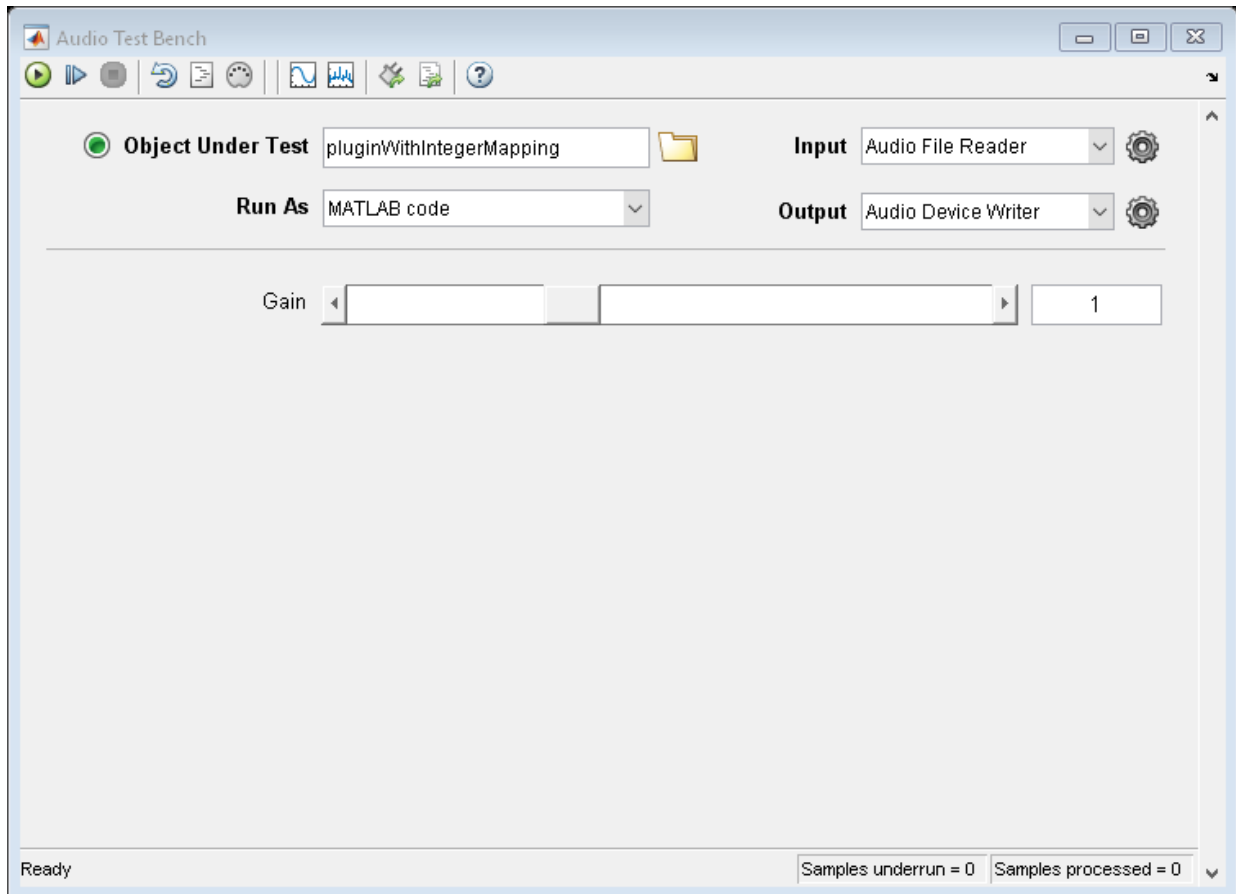 Audio Test Bench
Object Under Test pluginWithIntegerMapping Input Audio File Reader
Run As MATLAB code Output Audio Device Writer
Gain 1
Ready Samples underrun = 0 Samples processed = 0